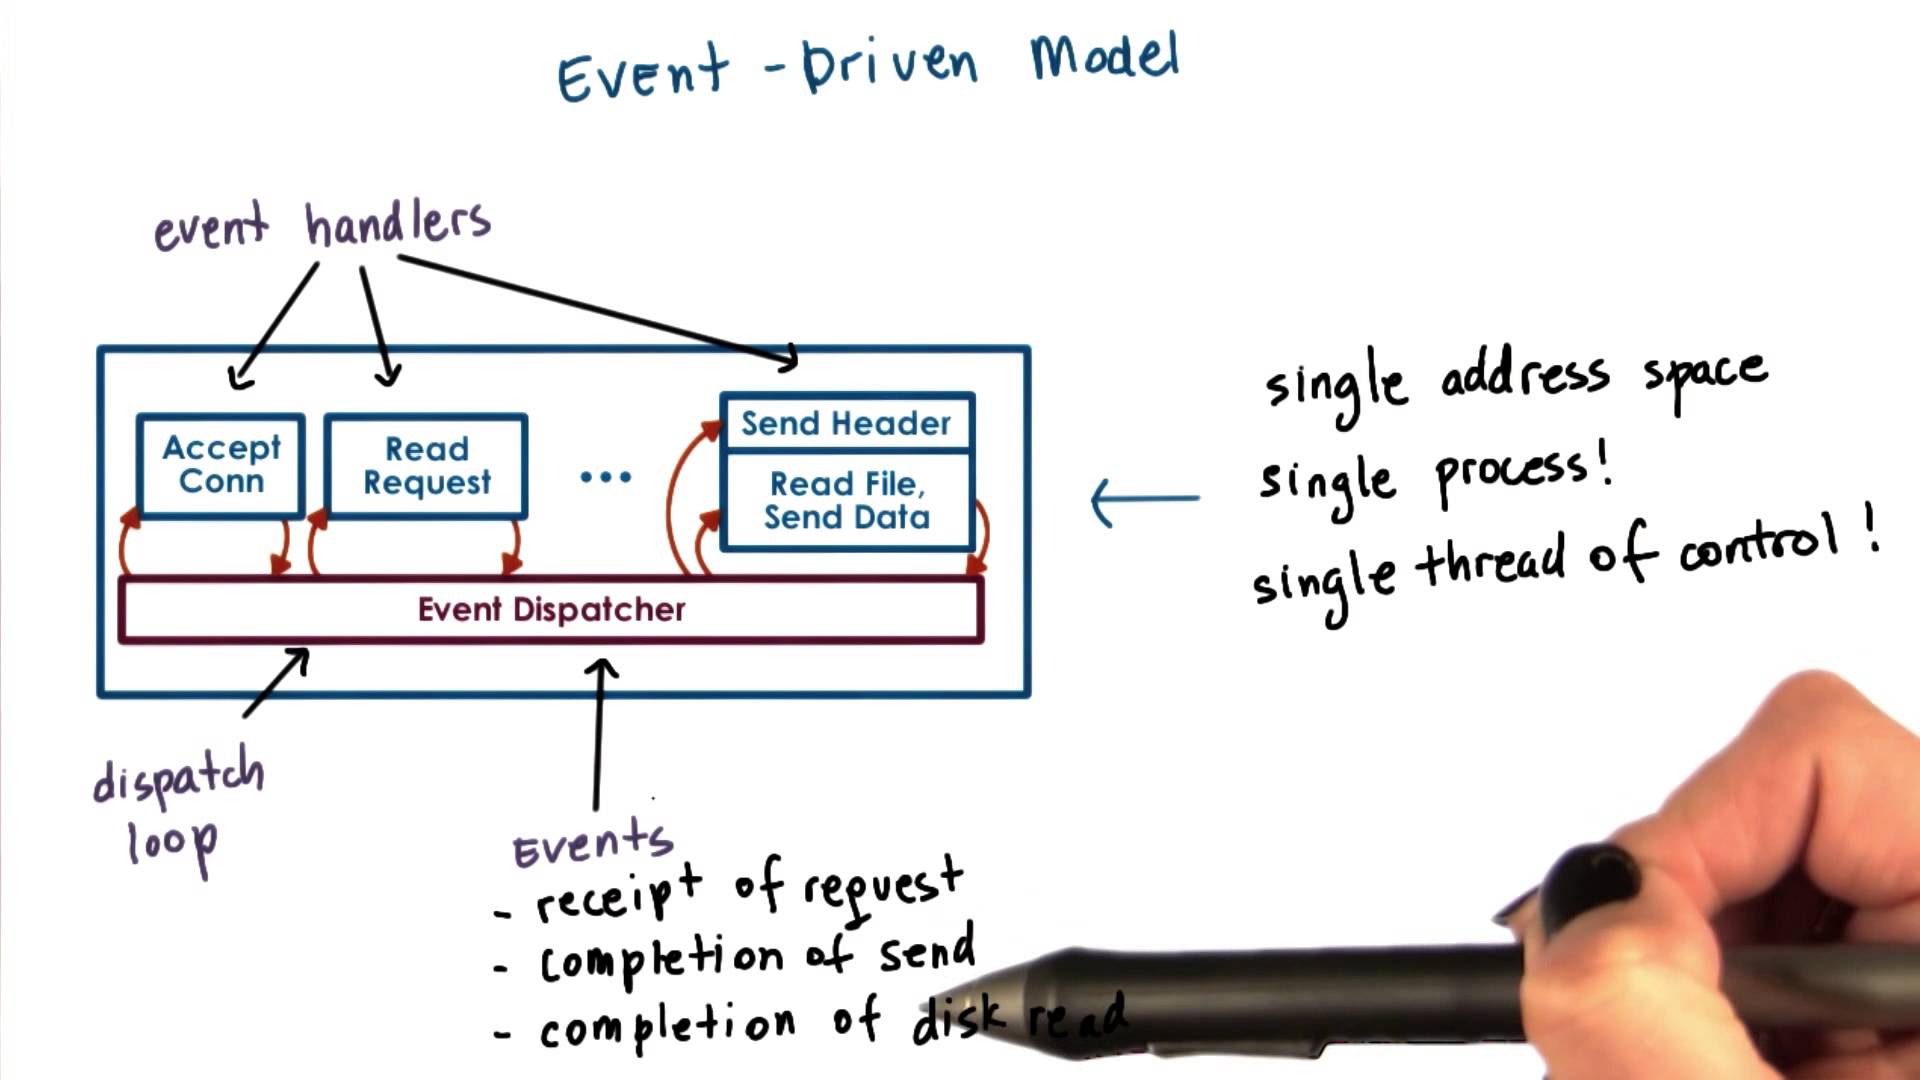 Event-Driven Model
event handlers
Accept
Conn
Read
Request
...
Send Header
Read File,
Send Data
Event Dispatcher
single address space
single process!
single thread of control!
dispatch
loop
Events
- receipt of request
- completion of send
- completion of disk read